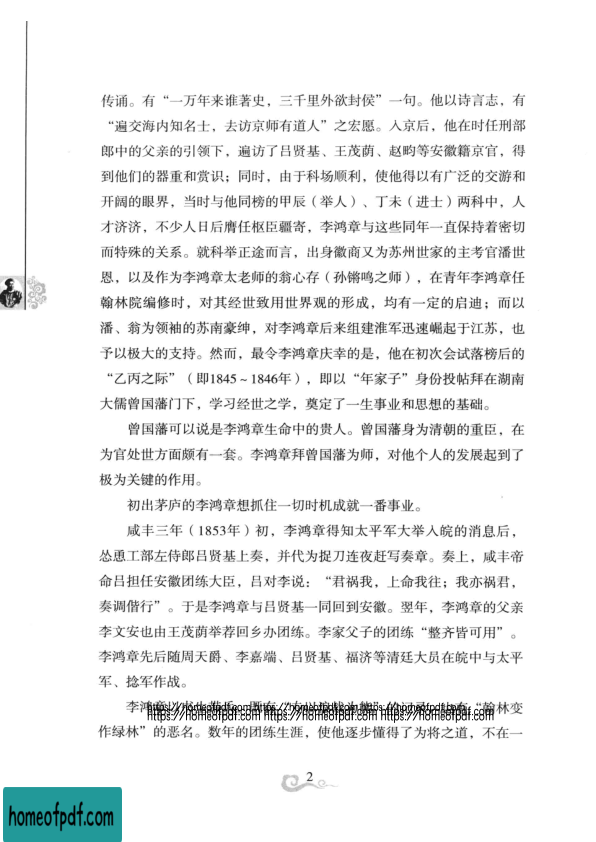 传诵。有“一万年来谁著史，三千里外欲封侯”一句。他以诗言志，有
“遍交海内知名士，去访京师有道人”之宏愿。入京后，他在时任刑部
郎中的父亲的引领下，遍访了吕贤基、王茂荫、赵畇等安徽籍京官，得
到他们的器重和赏识；同时，由于科场顺利，使他得以有广泛的交游和
开阔的眼界，当时与他同榜的甲辰（举人）、丁未（进士）两科中，人
才济济，不少人日后膺任枢臣疆寄，李鸿章与这些同年一直保持着密切
而特殊的关系。就科举正途而言，出身徽商又为苏州世家的主考官潘世
恩，以及作为李鸿章太老师的翁心存（孙锵鸣之师），在青年李鸿章任
翰林院编修时，对其经世致用世界观的形成，均有一定的启迪；而以
潘、翁为领袖的苏南豪绅，对李鸿章后来组建淮军迅速崛起于江苏，也
予以极大的支持。然而，最令李鸿章庆幸的是，他在初次会试落榜后的
“乙丙之际”（即1845～1846年），即以“年家子”身份投帖拜在湖南
大儒曾国藩门下，学习经世之学，奠定了一生事业和思想的基础。
曾国藩可以说是李鸿章生命中的贵人。曾国藩身为清朝的重臣，在
为官处世方面颇有一套。李鸿章拜曾国藩为师，对他个人的发展起到了
极为关键的作用。
初出茅庐的李鸿章想抓住一切时机成就一番事业。
咸丰三年（1853年）初，李鸿章得知太平军大举入皖的消息后，
怂恿工部左侍郎吕贤基上奏，并代为捉刀连夜赶写奏章。奏上，咸丰帝
命吕担任安徽团练大臣，吕对李说：“君祸我，上命我往；我亦祸君，
奏调偕行”。于是李鸿章与吕贤基一同回到安徽。翌年，李鸿章的父亲
李文安也由王茂荫举荐回乡办团练。李家父子的团练“整齐皆可用”。
李鸿章先后随周天爵、李嘉端、吕贤基、福济等清廷大员在皖中与太平
军、捻军作战。
李鸿章以 “翰林变
https://homeofpdf.com https://homeofpdf.com https://homeofpdf.com
https://homeofpdf.com https://homeofpdf.com https://homeofpdf.com
作绿林”的恶名。数年的团练生涯，使他逐步懂得了为将之道，不在一
2
homeofpdf.com